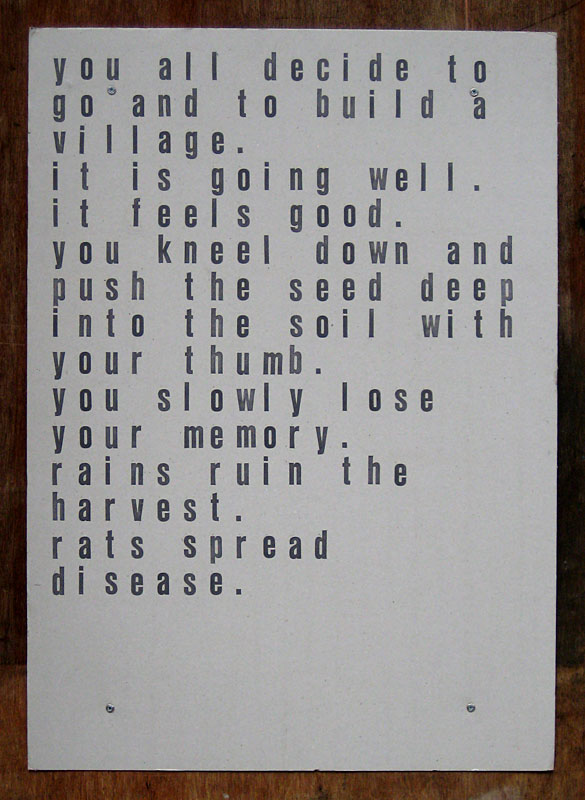 you all decide to
go and to build a
village.
it is going well.
it feels good.
you kneel down and
push the seed deep
into the soil with
your thumb.
you slowly lose
your memory.
rains ruin the
harvest.
rats spread
disease.